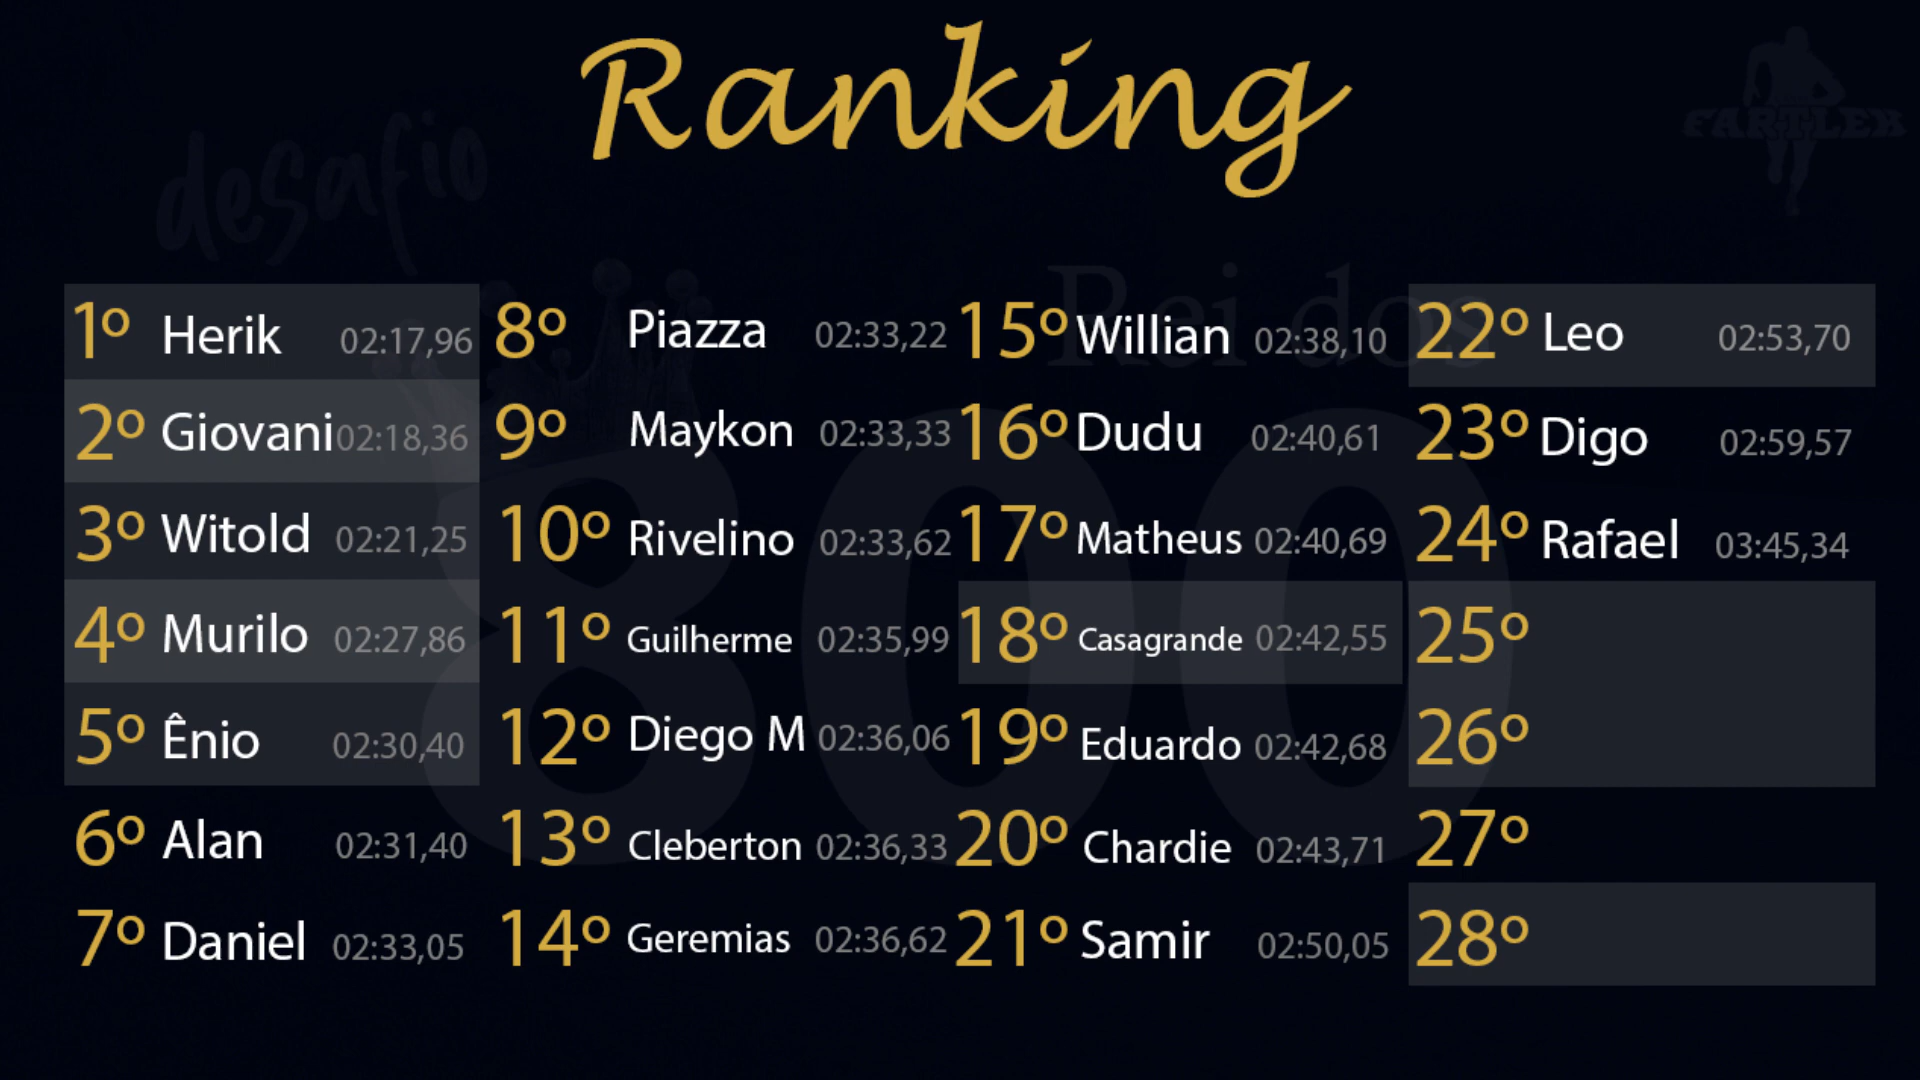 Ranking
desafio
FARTLEK
Rei dos
800
1º Herik 02:17,96
2º Giovani 02:18,36
3º Witold 02:21,25
4º Murilo 02:27,86
5º Ênio 02:30,40
6º Alan 02:31,40
7º Daniel 02:33,05
8º Piazza 02:33,22
9º Maykon 02:33,33
10º Rivelino 02:33,62
11º Guilherme 02:35,99
12º Diego M 02:36,06
13º Cleberton 02:36,33
14º Geremias 02:36,62
15º Willian 02:38,10
16º Dudu 02:40,61
17º Matheus 02:40,69
18º Casagrande 02:42,55
19º Eduardo 02:42,68
20º Chardie 02:43,71
21º Samir 02:50,05
22º Leo 02:53,70
23º Digo 02:59,57
24º Rafael 03:45,34
25º
26º
27º
28º